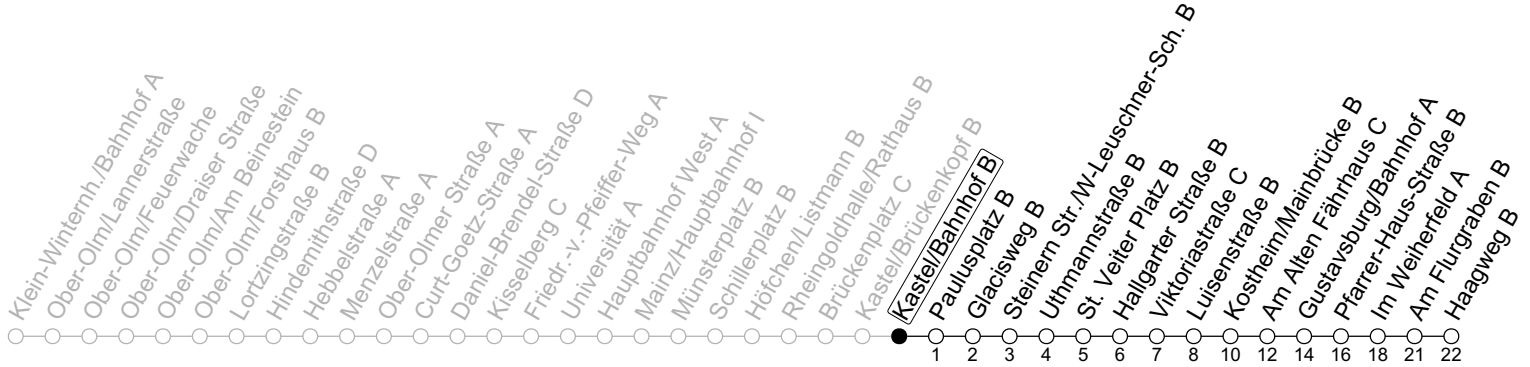 Klein-Winternh./Bahnhof A
Ober-Olm/Lannerstraße
Ober-Olm/Feuerwache
Ober-Olm/Draiser Straße
Ober-Olm/Am Beinestein
Ober-Olm/Forsthaus B
Lortzingstraße B
Hindemithstraße D
Hebbelstraße A
Menzelstraße A
Ober-Olmer Straße A
Curt-Goetz-Straße A
Daniel-Brendel-Straße D
Kisselberg C
Friedr.-v.-Pfeiffer-Weg A
Universität A
Hauptbahnhof West A
Mainz/Hauptbahnhof I
Münsterplatz B
Schillerplatz B
Höfchen/Listmann B
Rheingoldhalle/Rathaus B
Brückenplatz C
Kastel/Brückenkopf B
Kastel/Bahnhof B
Paulusplatz B
Glacisweg B
Steinern Str./W-Leuschner-Sch. B
Uthmannstraße B
St. Veiter Platz B
Hallgarter Straße B
Viktoriastraße C
Luisenstraße B
Kostheim/Mainbrücke B
Am Alten Fährhaus C
Gustavsburg/Bahnhof A
Pfarrer-Haus-Straße B
Im Weiherfeld A
Am Flurgraben B
Haagweg B
1 2 3 4 5 6 7 8 10 12 14 16 18 21 22